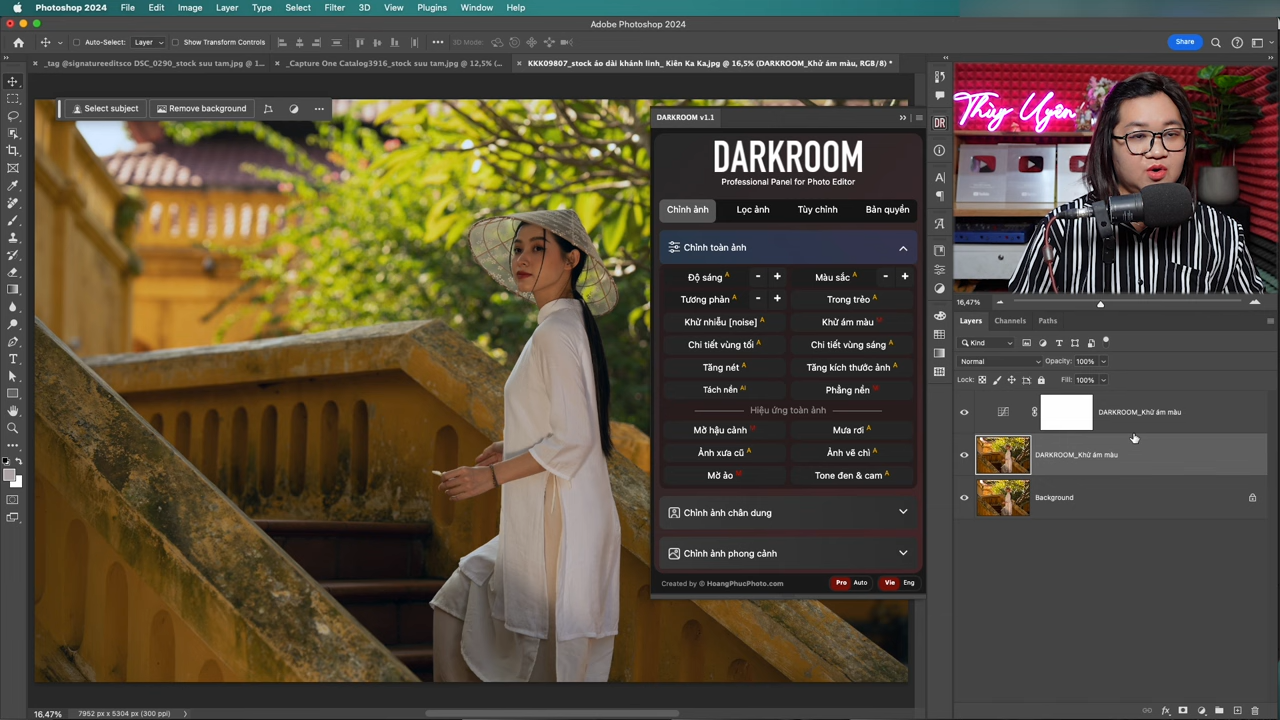 Photoshop 2024 File Edit Image Layer Type Select Filter 3D View Plugins Window Help
Adobe Photoshop 2024
Auto-Select: Layer Show Transform Controls 3D Mode: Share
_tag @signatureeditsco DSC_0290_stock suu tam.jpg @ 1... _Capture One Catalog3916_stock suu tam.jpg @ 12,5% (... KKK09807_stock áo dài khánh linh_ Kiên Ka Ka.jpg @ 16,5% (DARKROOM_Khử ám màu, RGB/8) *
Select subject Remove background
DARKROOM v1.1
DARKROOM
Professional Panel for Photo Editor
Chỉnh ảnh Lọc ảnh Tùy chỉnh Bản quyền
Chỉnh toàn ảnh
Độ sáng A - + Màu sắc A - +
Tương phản A - + Trong trẻo A
Khử nhiễu [noise] A Khử ám màu M
Chi tiết vùng tối A Chi tiết vùng sáng A
Tăng nét A Tăng kích thước ảnh A
Tách nền AI Phẳng nền M
Hiệu ứng toàn ảnh
Mờ hậu cảnh M Mưa rơi A
Ảnh xưa cũ A Ảnh vẽ chì A
Mờ ảo M Tone đen & cam A
Chỉnh ảnh chân dung
Chỉnh ảnh phong cảnh
Created by © HoangPhucPhoto.com Pro Auto Vie Eng
DR
Thùy Uyên
16,47%
Layers Channels Paths
Kind
Normal Opacity: 100%
Lock: Fill: 100%
DARKROOM_Khử ám màu
DARKROOM_Khử ám màu
Background
16,47% 7952 px x 5304 px (300 ppi)